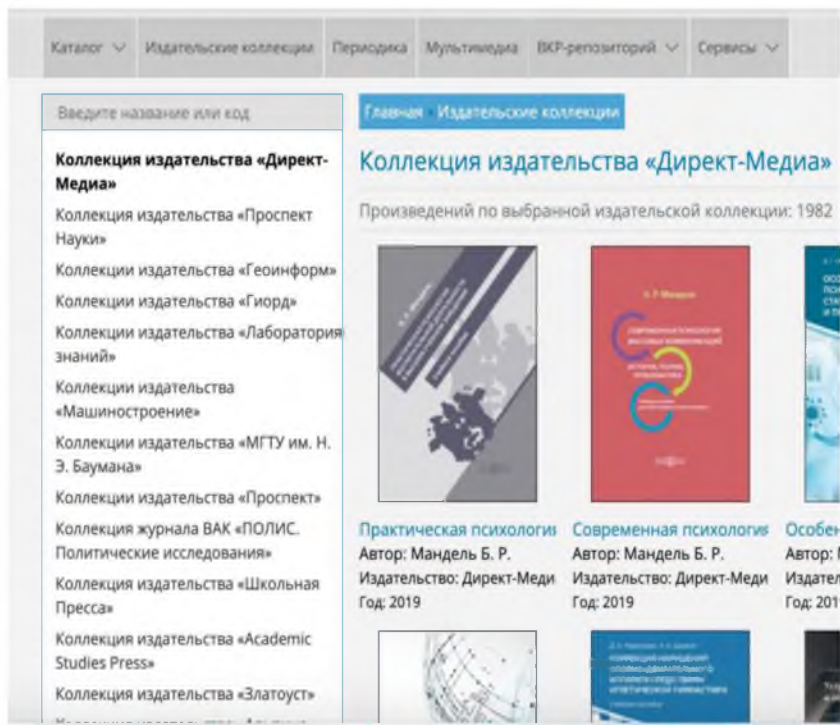 Каталог
Издательские коллекции
Периодика
Мультимедиа
ВКР-репозиторий
Сервисы
Введите название или код
Коллекция издательства «Директ-
Медиа»
Коллекция издательства «Проспект
Науки»
Коллекции издательства «Геоинформ»
Коллекции издательства «Гиорд»
Коллекции издательства «Лаборатория
знаний»
Коллекции издательства
«Машиностроение»
Коллекции издательства «МГТУ им. Н.
Э. Баумана»
Коллекции издательства «Проспект»
Коллекция журнала ВАК «ПОЛИС.
Политические исследования»
Коллекция издательства «Школьная
Пресса»
Коллекция издательства «Academic
Studies Press»
Коллекция издательства «Златоуст»
Главная Издательские коллекции
Коллекция издательства «Директ-Медиа»
Произведений по выбранной издательской коллекции: 1982
Практическая психология
Автор: Мандель Б. Р.
Издательство: Директ-Меди
Год: 2019
Современная психология
Автор: Мандель Б. Р.
Издательство: Директ-Меди
Год: 2019
Особен
Автор:
Издател
Год: 201